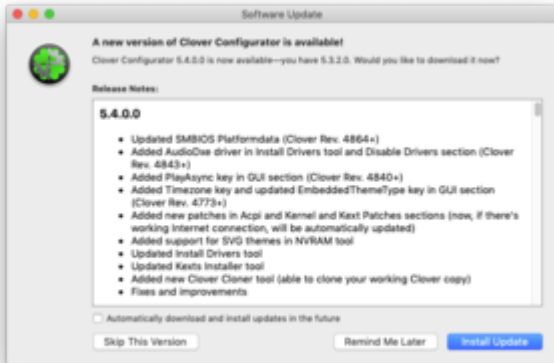 Software Update
A new version of Clover Configurator is available!
Clover Configurator 5.4.0.0 is now available—you have 5.3.2.0. Would you like to download it now?
Release Notes:
5.4.0.0
• Updated SMBIOS Platformdata (Clover Rev. 4864+)
• Added AudioDxe driver in Install Drivers tool and Disable Drivers section (Clover
Rev. 4843+)
• Added PlayAsync key in GUI section (Clover Rev. 4840+)
• Added Timezone key and updated EmbeddedThemeType key in GUI section
(Clover Rev. 4773+)
• Added new patches in Acpi and Kernel and Kext Patches sections (now, if there's
working Internet connection, will be automatically updated)
• Added support for SVG themes in NVRAM tool
• Updated Install Drivers tool
• Updated Kexts Installer tool
• Added new Clover Cloner tool (able to clone your working Clover copy)
• Fixes and improvements
Automatically download and install updates in the future
Skip This Version
Remind Me Later
Install Update